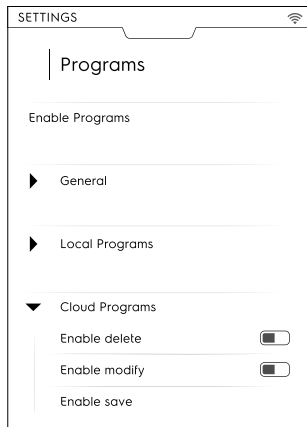 SETTINGS
Programs
Enable Programs
General
Local Programs
Cloud Programs
Enable delete
Enable modify
Enable save